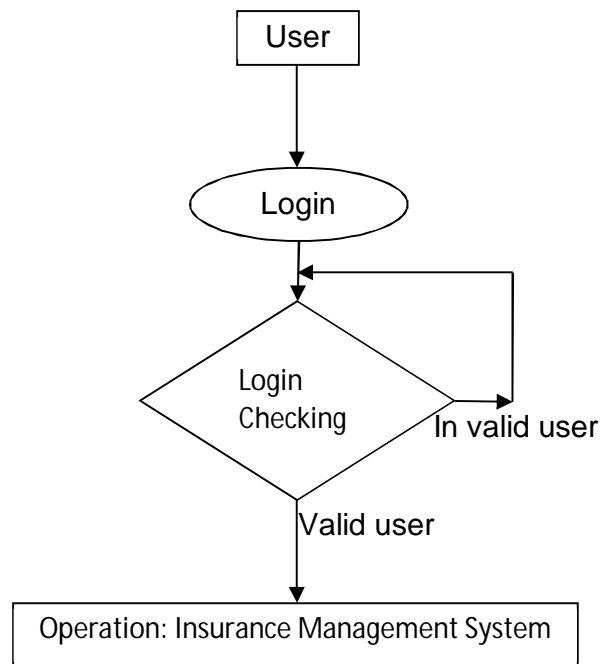 User
Login
Login
Checking
In valid user
Valid user
Operation: Insurance Management System